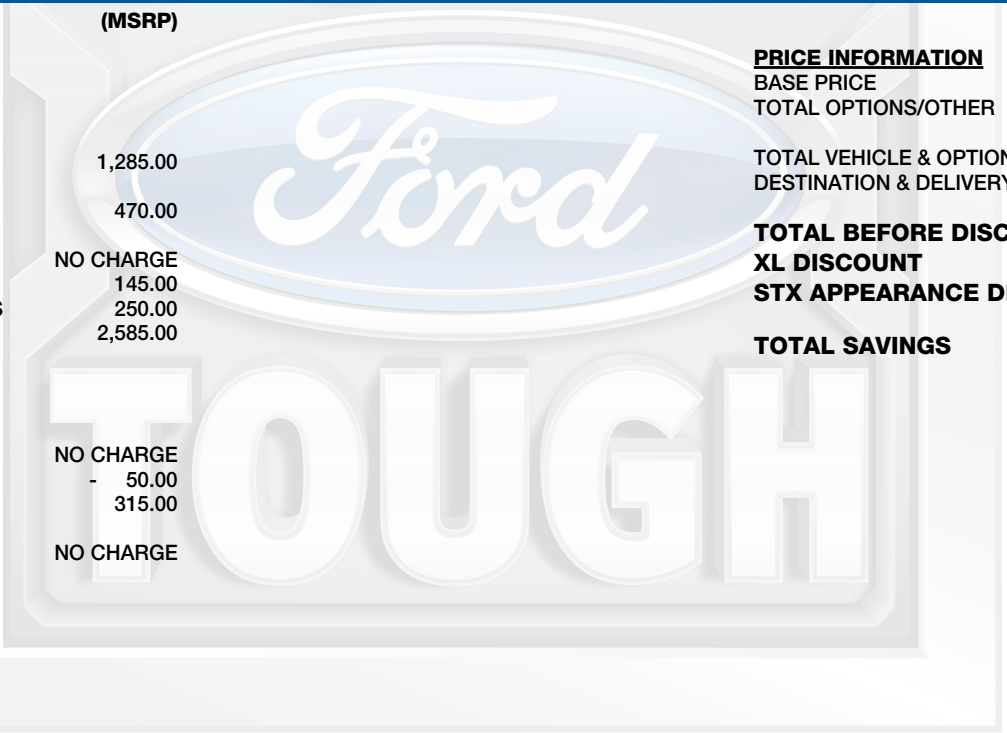 (MSRP)
1,285.00
470.00
NO CHARGE
145.00
S 250.00
2,585.00
NO CHARGE
- 50.00
315.00
NO CHARGE
PRICE INFORMATION
BASE PRICE
TOTAL OPTIONS/OTHER
TOTAL VEHICLE & OPTION
DESTINATION & DELIVERY
TOTAL BEFORE DISC
XL DISCOUNT
STX APPEARANCE DI
TOTAL SAVINGS
Ford
TOUGH